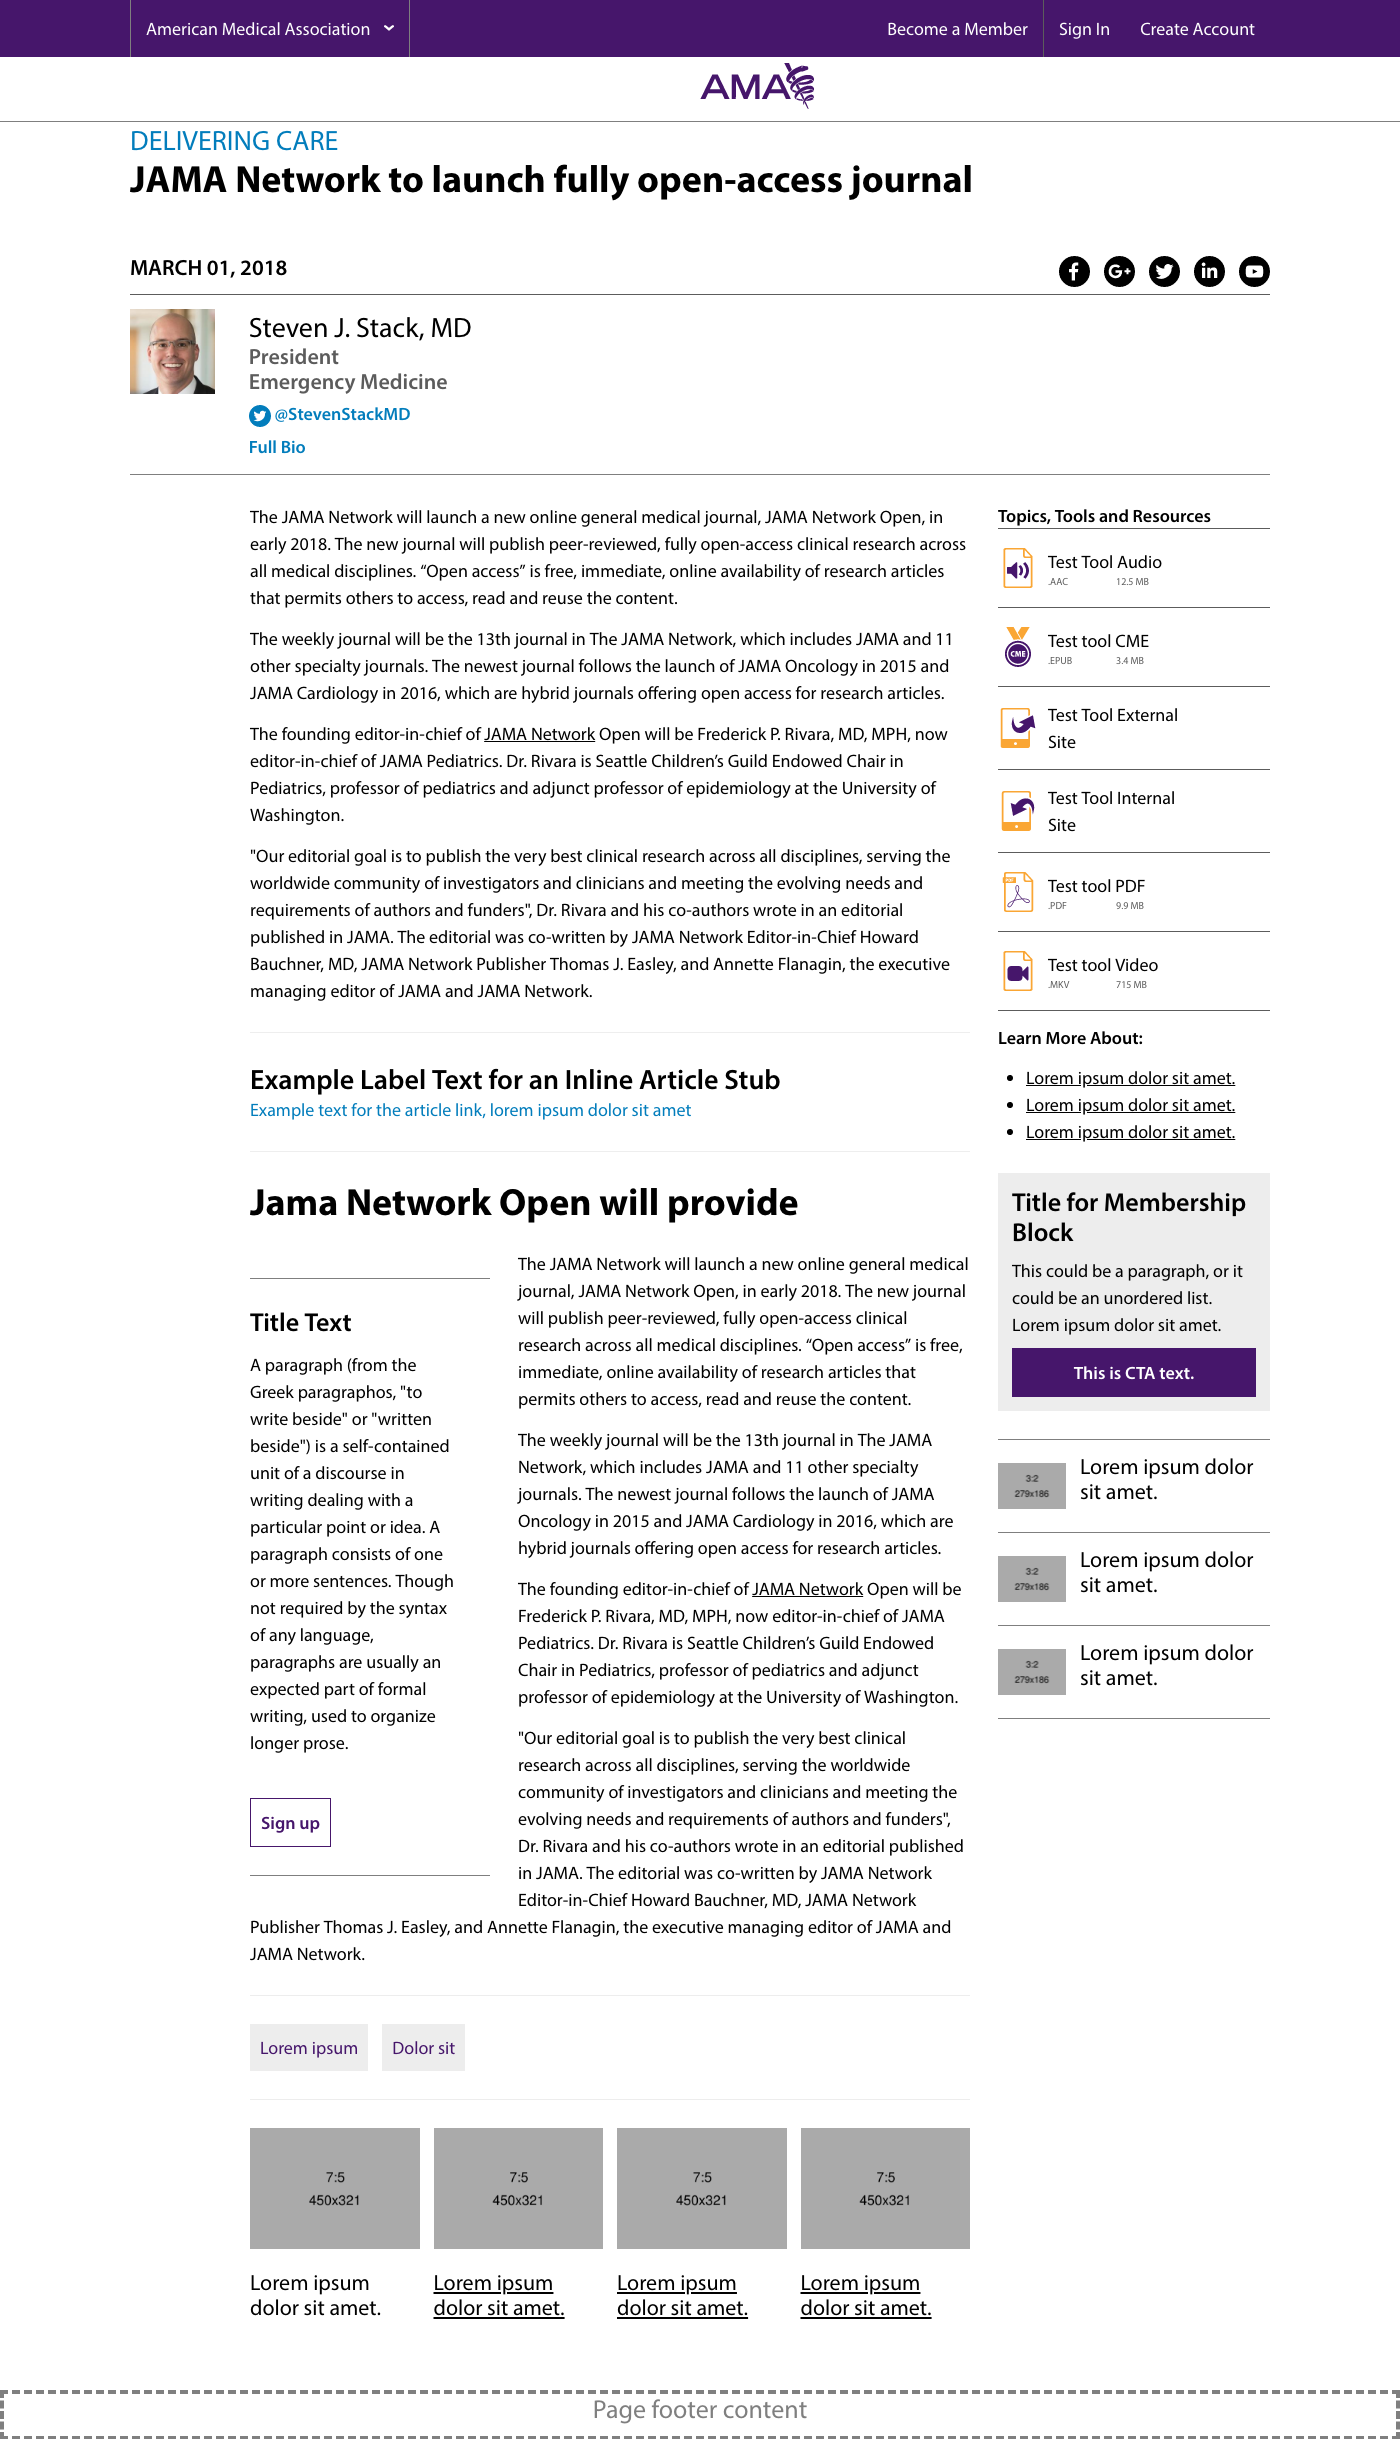 American Medical Association
Become a Member
Sign In
Create Account
AMA
DELIVERING CARE
JAMA Network to launch fully open-access journal
MARCH 01, 2018
Steven J. Stack, MD
President
Emergency Medicine
@StevenStackMD
Full Bio
The JAMA Network will launch a new online general medical journal, JAMA Network Open, in
early 2018. The new journal will publish peer-reviewed, fully open-access clinical research across
all medical disciplines. “Open access” is free, immediate, online availability of research articles
that permits others to access, read and reuse the content.
The weekly journal will be the 13th journal in The JAMA Network, which includes JAMA and 11
other specialty journals. The newest journal follows the launch of JAMA Oncology in 2015 and
JAMA Cardiology in 2016, which are hybrid journals offering open access for research articles.
The founding editor-in-chief of JAMA Network Open will be Frederick P. Rivara, MD, MPH, now
editor-in-chief of JAMA Pediatrics. Dr. Rivara is Seattle Children’s Guild Endowed Chair in
Pediatrics, professor of pediatrics and adjunct professor of epidemiology at the University of
Washington.
"Our editorial goal is to publish the very best clinical research across all disciplines, serving the
worldwide community of investigators and clinicians and meeting the evolving needs and
requirements of authors and funders", Dr. Rivara and his co-authors wrote in an editorial
published in JAMA. The editorial was co-written by JAMA Network Editor-in-Chief Howard
Bauchner, MD, JAMA Network Publisher Thomas J. Easley, and Annette Flanagin, the executive
managing editor of JAMA and JAMA Network.
Example Label Text for an Inline Article Stub
Example text for the article link, lorem ipsum dolor sit amet
Jama Network Open will provide
Title Text
A paragraph (from the
Greek paragraphos, "to
write beside" or "written
beside") is a self-contained
unit of a discourse in
writing dealing with a
particular point or idea. A
paragraph consists of one
or more sentences. Though
not required by the syntax
of any language,
paragraphs are usually an
expected part of formal
writing, used to organize
longer prose.
Sign up
The JAMA Network will launch a new online general medical
journal, JAMA Network Open, in early 2018. The new journal
will publish peer-reviewed, fully open-access clinical
research across all medical disciplines. “Open access” is free,
immediate, online availability of research articles that
permits others to access, read and reuse the content.
The weekly journal will be the 13th journal in The JAMA
Network, which includes JAMA and 11 other specialty
journals. The newest journal follows the launch of JAMA
Oncology in 2015 and JAMA Cardiology in 2016, which are
hybrid journals offering open access for research articles.
The founding editor-in-chief of JAMA Network Open will be
Frederick P. Rivara, MD, MPH, now editor-in-chief of JAMA
Pediatrics. Dr. Rivara is Seattle Children’s Guild Endowed
Chair in Pediatrics, professor of pediatrics and adjunct
professor of epidemiology at the University of Washington.
"Our editorial goal is to publish the very best clinical
research across all disciplines, serving the worldwide
community of investigators and clinicians and meeting the
evolving needs and requirements of authors and funders",
Dr. Rivara and his co-authors wrote in an editorial published
in JAMA. The editorial was co-written by JAMA Network
Editor-in-Chief Howard Bauchner, MD, JAMA Network
Publisher Thomas J. Easley, and Annette Flanagin, the executive managing editor of JAMA and
JAMA Network.
Lorem ipsum
Dolor sit
7:5
450x321
7:5
450x321
7:5
450x321
7:5
450x321
Lorem ipsum
dolor sit amet.
Lorem ipsum
dolor sit amet.
Lorem ipsum
dolor sit amet.
Lorem ipsum
dolor sit amet.
Topics, Tools and Resources
Test Tool Audio
.AAC 12.5 MB
CME
Test tool CME
.EPUB 3.4 MB
Test Tool External
Site
Test Tool Internal
Site
PDF
Test tool PDF
.PDF 9.9 MB
Test tool Video
.MKV 715 MB
Learn More About:
Lorem ipsum dolor sit amet.
Lorem ipsum dolor sit amet.
Lorem ipsum dolor sit amet.
Title for Membership
Block
This could be a paragraph, or it
could be an unordered list.
Lorem ipsum dolor sit amet.
This is CTA text.
3:2
279x186
Lorem ipsum dolor
sit amet.
3:2
279x186
Lorem ipsum dolor
sit amet.
3:2
279x186
Lorem ipsum dolor
sit amet.
Page footer content